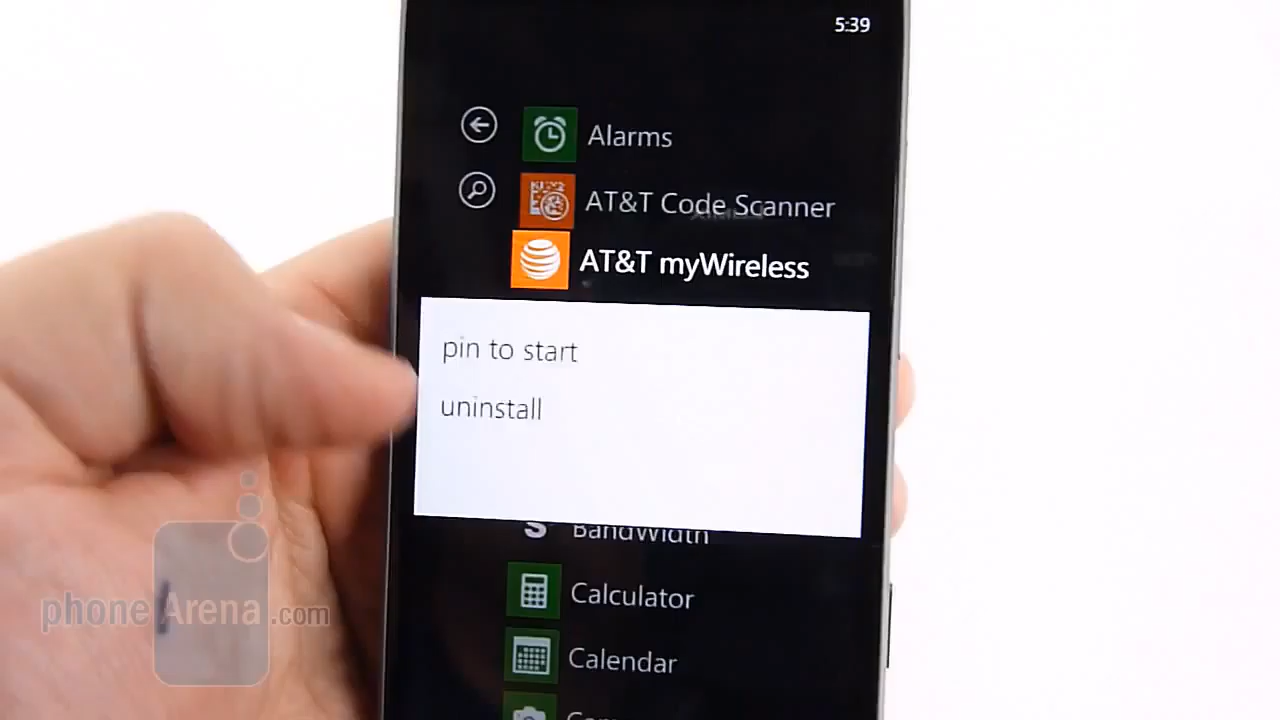 5:39
Alarms
AT&T Code Scanner
AT&T myWireless
pin to start
uninstall
BandWidth
Calculator
Calendar
phoneArena.com